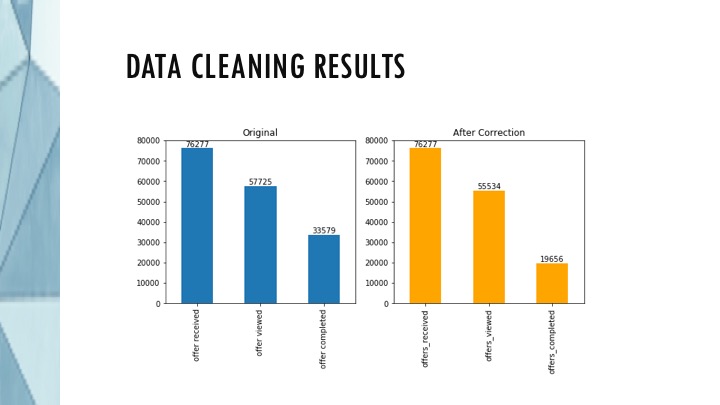 DATA CLEANING RESULTS
Original
80000
70000
60000
50000
40000
30000
20000
10000
0
76277
57725
33579
offer received
offer viewed
offer completed
After Correction
80000
70000
60000
50000
40000
30000
20000
10000
0
76277
55534
19656
offers_received
offers_viewed
offers_completed